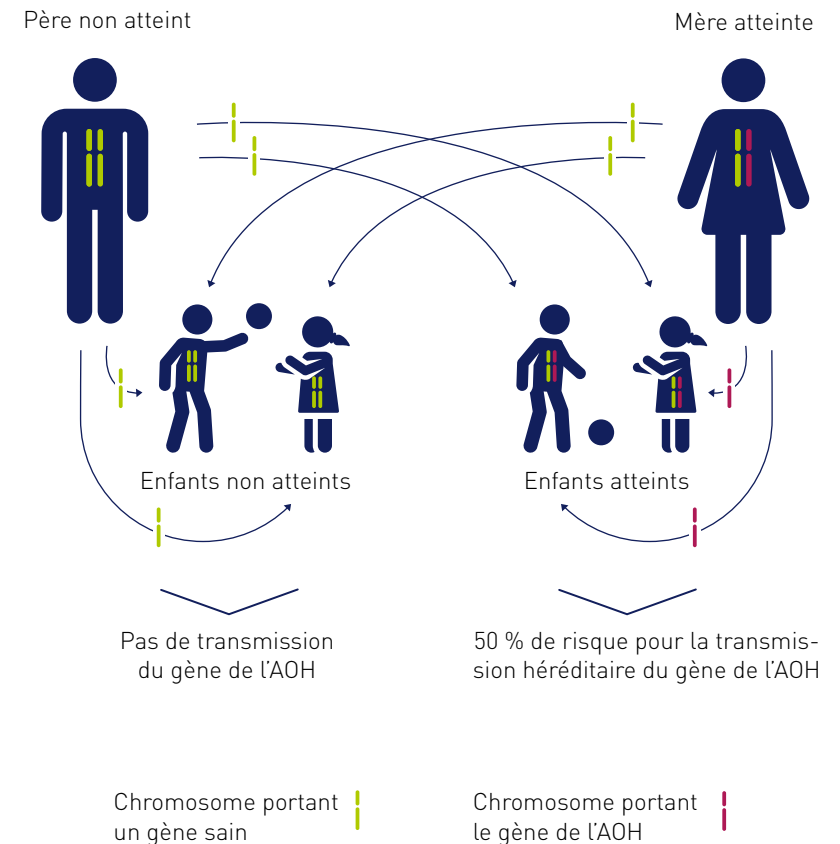 Père non atteint
Mère atteinte
Enfants non atteints
Enfants atteints
Pas de transmission
du gène de l'AOH
50 % de risque pour la transmis-
sion héréditaire du gène de l'AOH
Chromosome portant
un gène sain
Chromosome portant
le gène de l'AOH